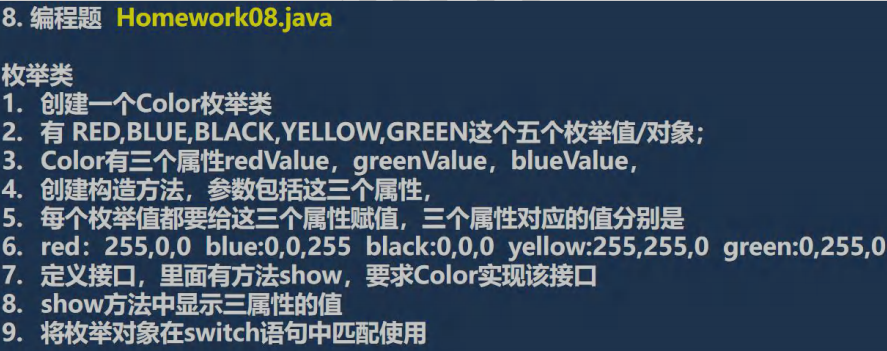 8. 编程题 Homework08.java
枚举类
1. 创建一个Color枚举类
2. 有 RED,BLUE,BLACK,YELLOW,GREEN这个五个枚举值/对象；
3. Color有三个属性redValue，greenValue，blueValue，
4. 创建构造方法，参数包括这三个属性，
5. 每个枚举值都要给这三个属性赋值，三个属性对应的值分别是
6. red：255,0,0 blue:0,0,255 black:0,0,0 yellow:255,255,0 green:0,255,0
7. 定义接口，里面有方法show，要求Color实现该接口
8. show方法中显示三属性的值
9. 将枚举对象在switch语句中匹配使用